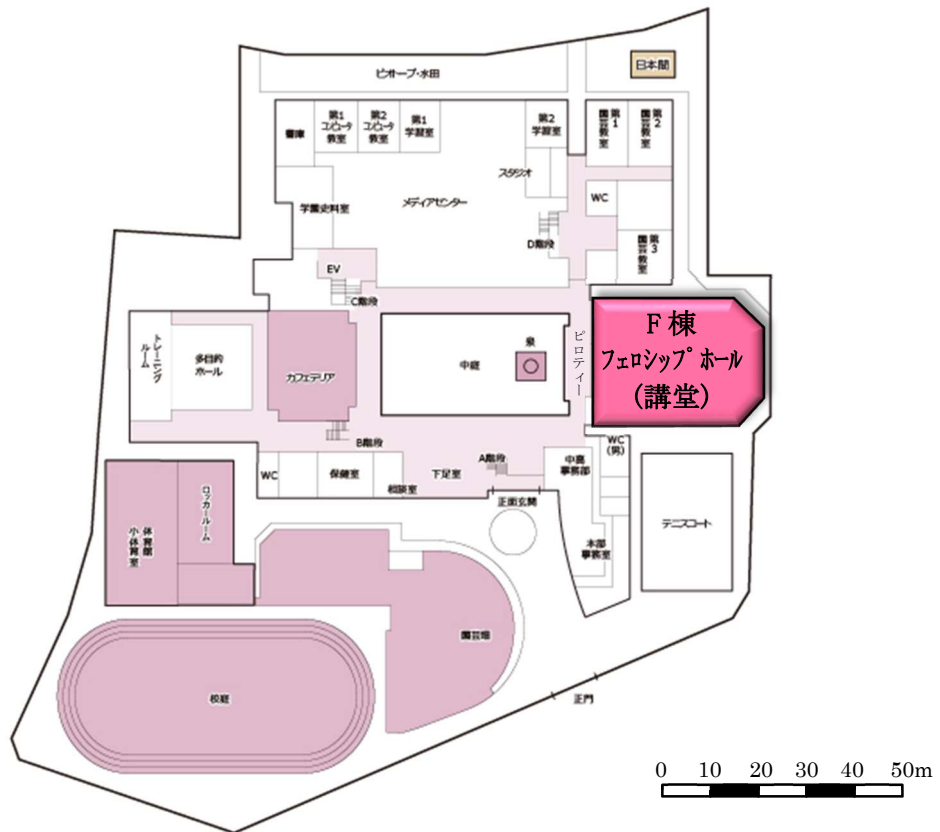 日本間
ビオトープ・水田
書庫
第1
コンピュータ
教室
第2
コンピュータ
教室
第1
学習室
第2
学習室
第1
園芸教室
第2
園芸教室
スタジオ
メディアセンター
学園史料室
WC
D階段
第3
園芸教室
EV
C階段
トレーニング
ルーム
多目的
ホール
カフェテリア
中庭
泉
ピロティー
F棟
フェロシップホール
(講堂)
B階段
WC
保健室
相談室
下足室
A階段
中高
事務部
WC
(男)
正面玄関
本部
事務室
テニスコート
体育館
小体育室
ロッカールーム
園芸畑
校庭
正門
0 10 20 30 40 50m